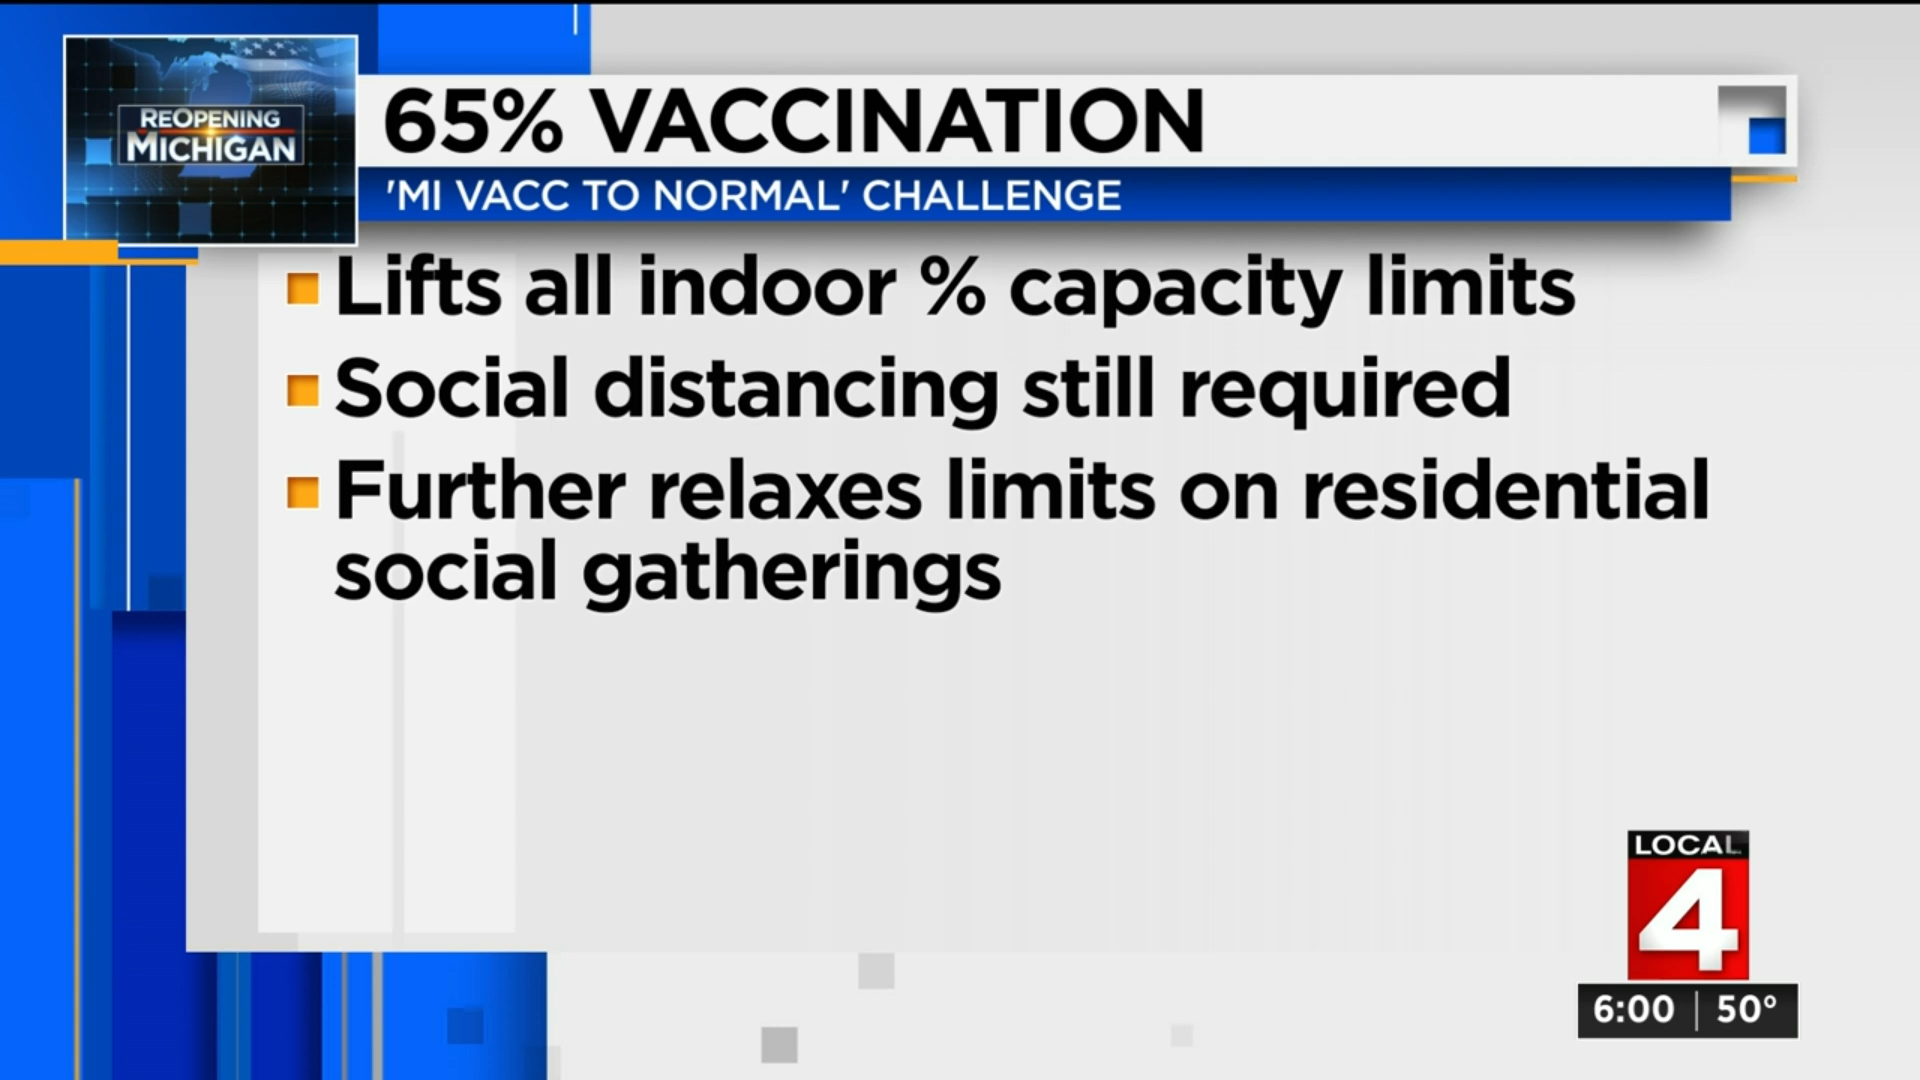 REOPENING
MICHIGAN
65% VACCINATION
'MI VACC TO NORMAL' CHALLENGE
Lifts all indoor % capacity limits
Social distancing still required
Further relaxes limits on residential
social gatherings
LOCAL
4
6:00 | 50°